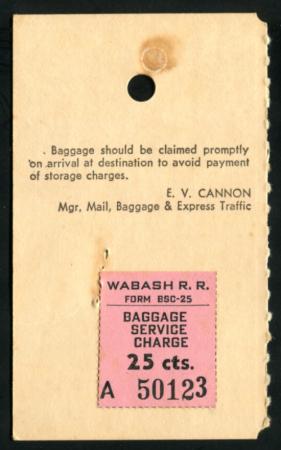 . Baggage should be claimed promptly
on arrival at destination to avoid payment
of storage charges.
E. V. CANNON
Mgr, Mail, Baggage & Express Traffic
WABASH R. R.
FORM BSC-25
BAGGAGE
SERVICE
CHARGE
25 cts.
A 50123